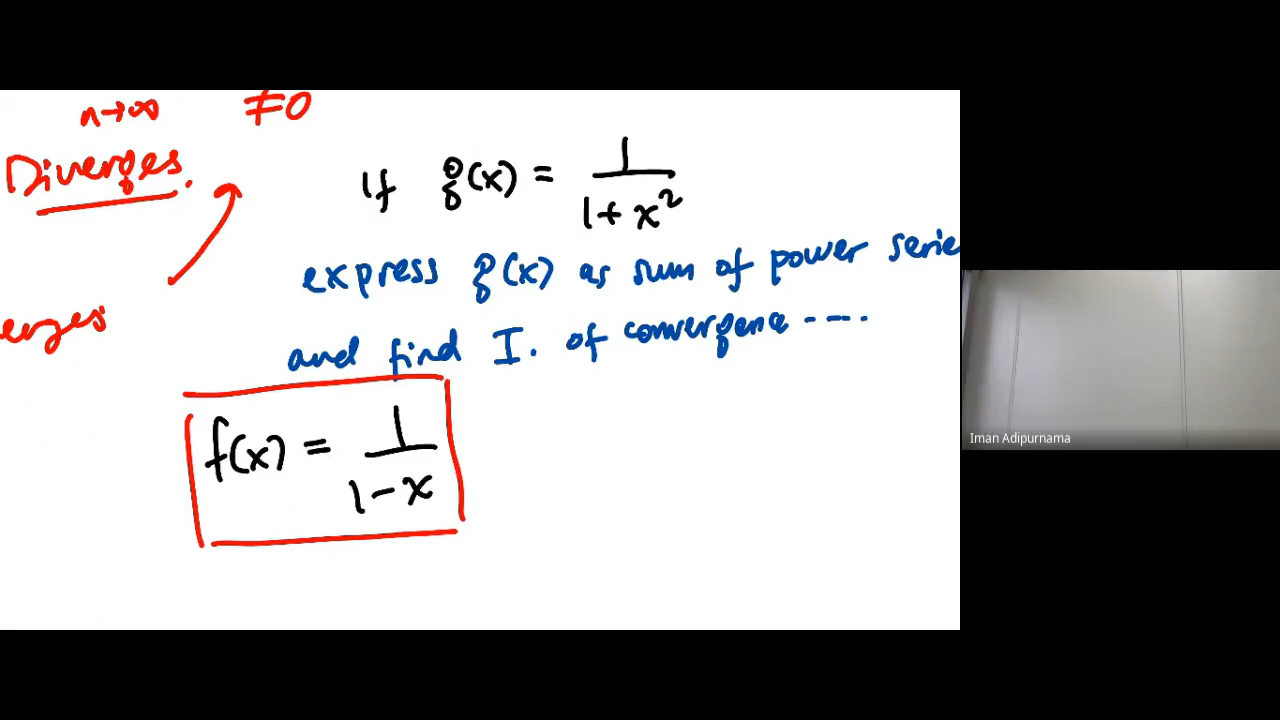 n→∞ ≠0
Diverges.
erges
If g(x) = 1/(1+x²)
express g(x) as sum of power serie
and find I. of convergence ----.
f(x) = 1/(1-x)
Iman Adipurnama